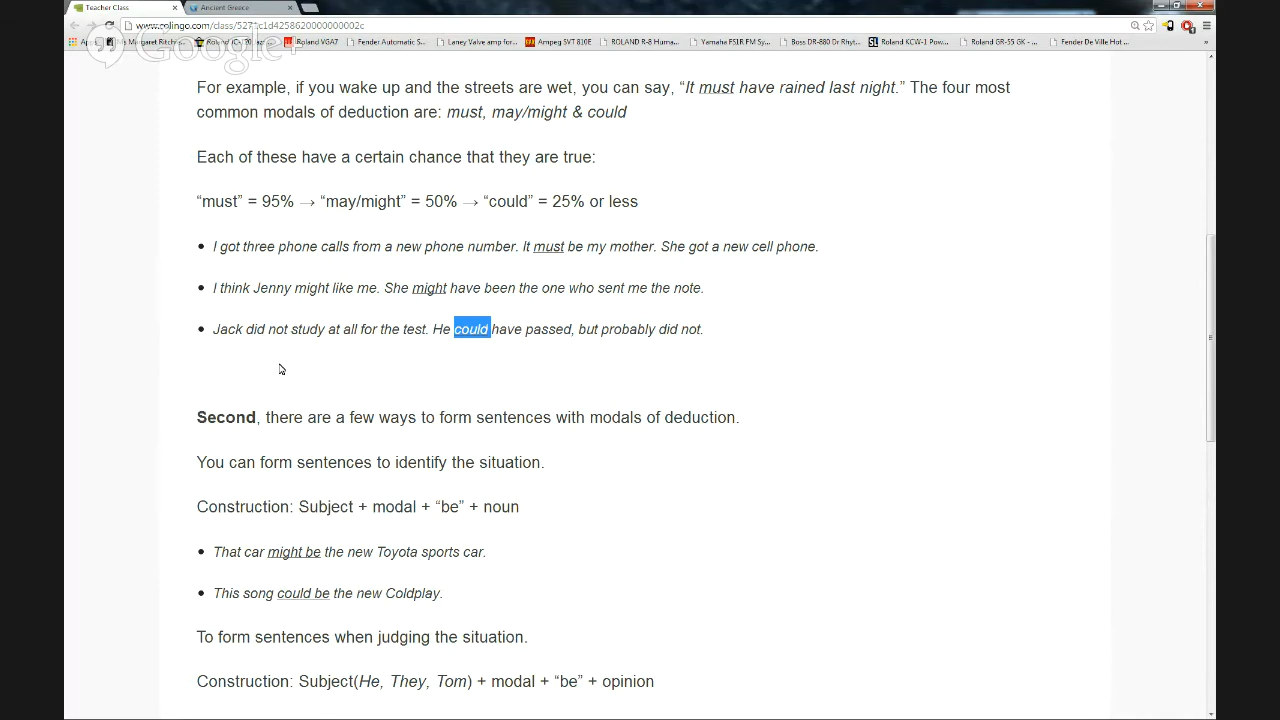 Teacher Class
Ancient Greece
Google+
For example, if you wake up and the streets are wet, you can say, “It must have rained last night.” The four most
common modals of deduction are: must, may/might & could
Each of these have a certain chance that they are true:
“must” = 95% → “may/might” = 50% → “could” = 25% or less
• I got three phone calls from a new phone number. It must be my mother. She got a new cell phone.
• I think Jenny might like me. She might have been the one who sent me the note.
• Jack did not study at all for the test. He could have passed, but probably did not.
Second, there are a few ways to form sentences with modals of deduction.
You can form sentences to identify the situation.
Construction: Subject + modal + “be” + noun
• That car might be the new Toyota sports car.
• This song could be the new Coldplay.
To form sentences when judging the situation.
Construction: Subject(He, They, Tom) + modal + “be” + opinion